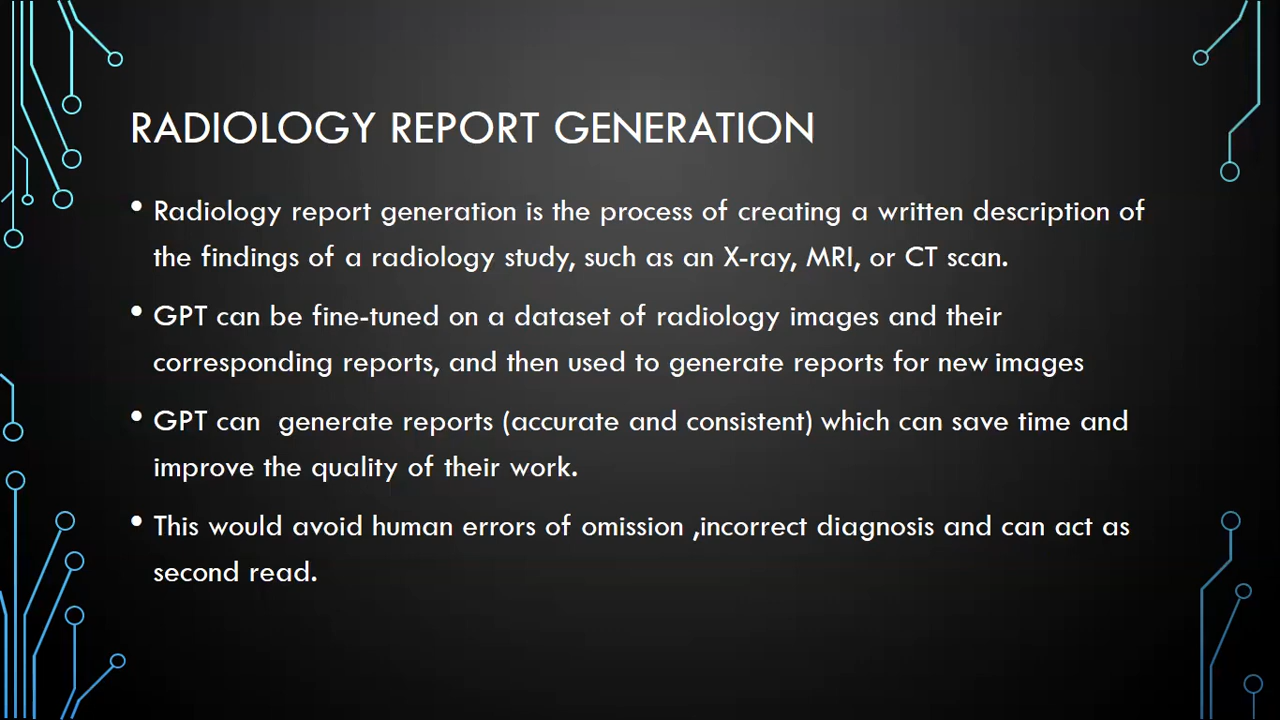 RADIOLOGY REPORT GENERATION
• Radiology report generation is the process of creating a written description of
the findings of a radiology study, such as an X-ray, MRI, or CT scan.
• GPT can be fine-tuned on a dataset of radiology images and their
corresponding reports, and then used to generate reports for new images
• GPT can  generate reports (accurate and consistent) which can save time and
improve the quality of their work.
• This would avoid human errors of omission ,incorrect diagnosis and can act as
second read.